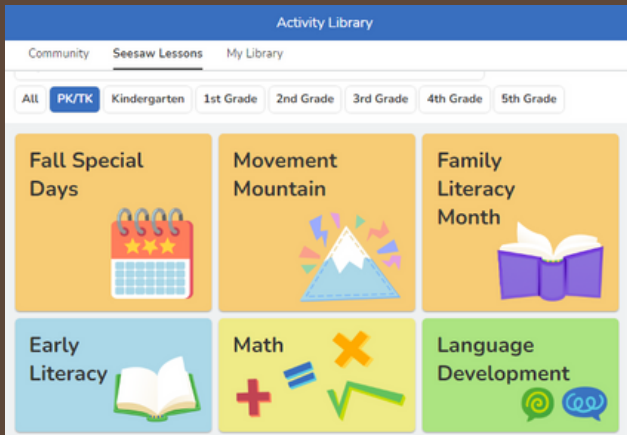 Activity Library
Community Seesaw Lessons My Library
All PK/TK Kindergarten 1st Grade 2nd Grade 3rd Grade 4th Grade 5th Grade
Fall Special
Days
Movement
Mountain
Family
Literacy
Month
Early
Literacy
Math
Language
Development